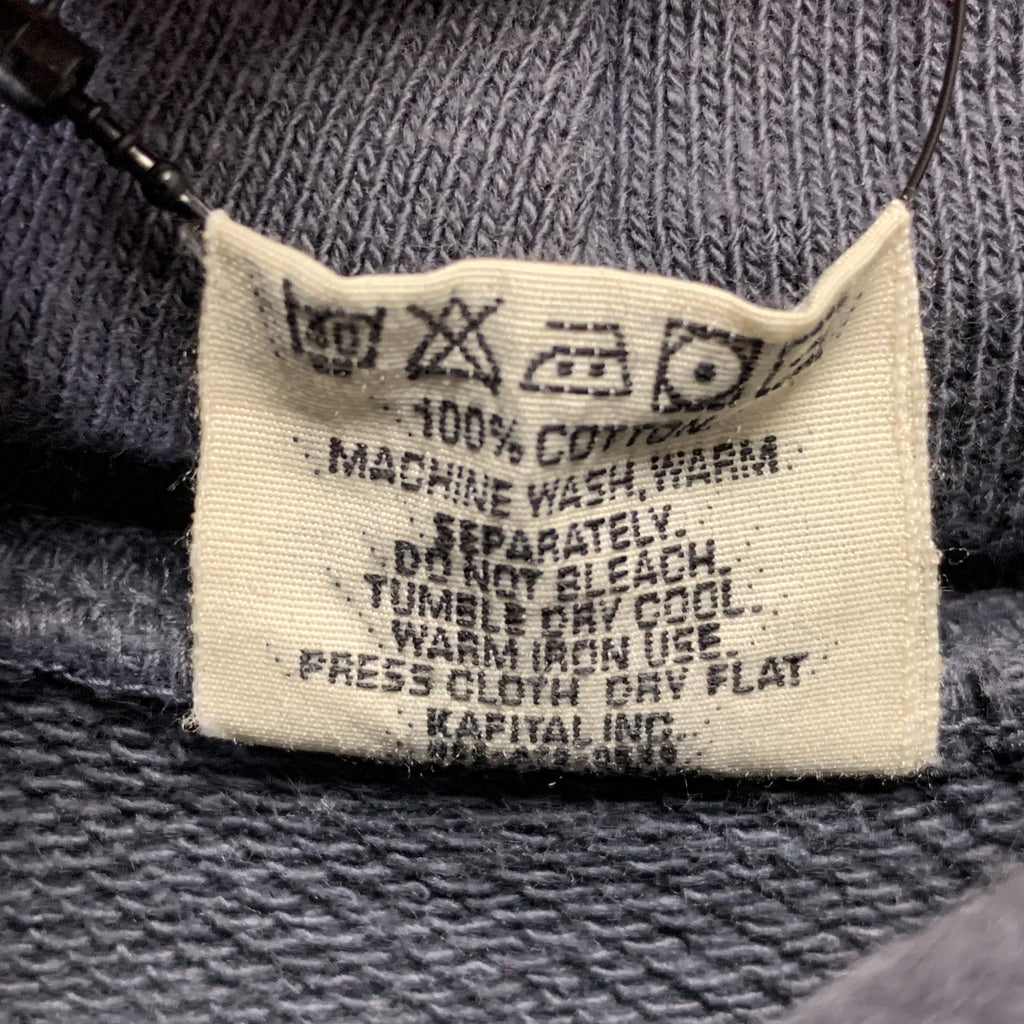 100% COTTON.
MACHINE WASH, WARM
SEPARATELY.
DO NOT BLEACH.
TUMBLE DRY COOL.
WARM IRON USE.
PRESS CLOTH DRY FLAT
KAPITAL INC.